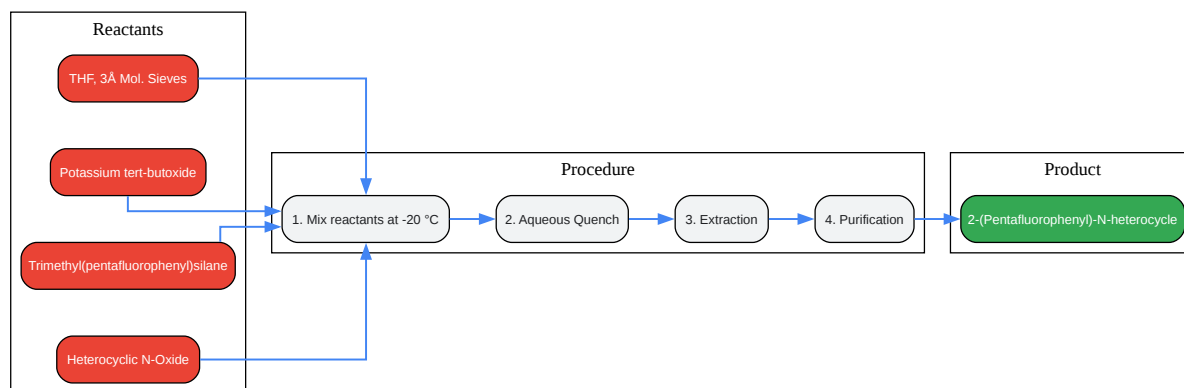 Reactants
THF, 3Å Mol. Sieves
Potassium tert-butoxide
Trimethyl(pentafluorophenyl)silane
Heterocyclic N-Oxide
Procedure
1. Mix reactants at -20 °C
2. Aqueous Quench
3. Extraction
4. Purification
Product
2-(Pentafluorophenyl)-N-heterocycle